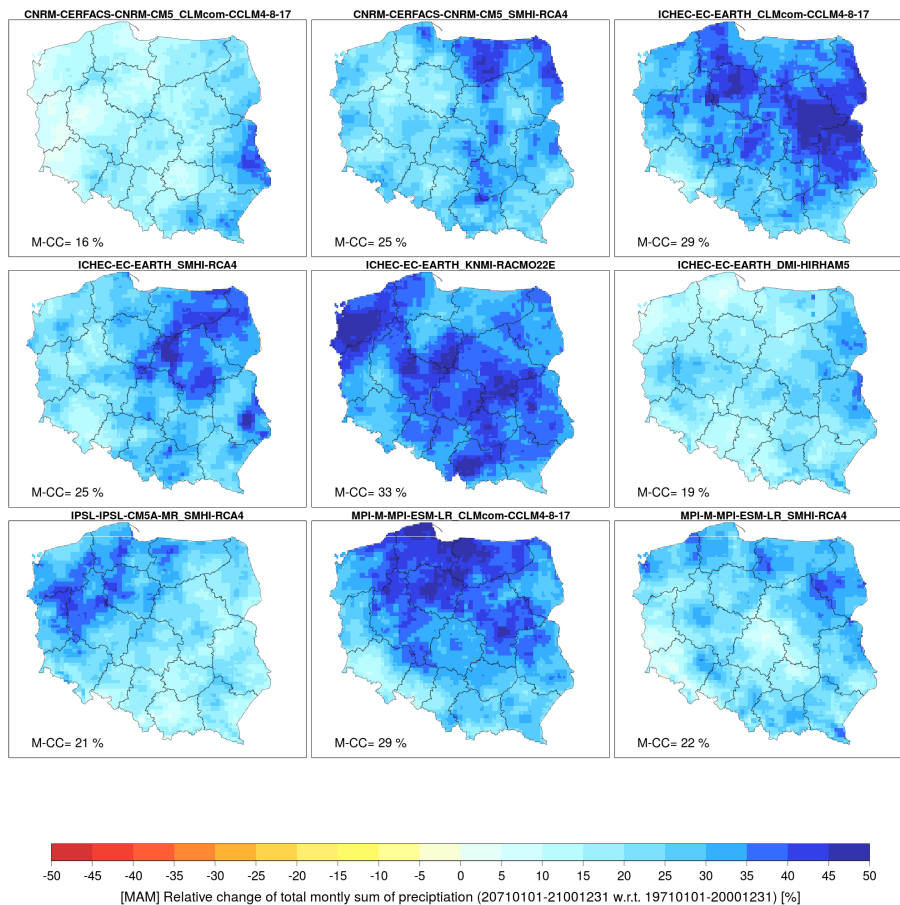 CNRM-CERFACS-CNRM-CM5_CLMcom-CCLM4-8-17
CNRM-CERFACS-CNRM-CM5_SMHI-RCA4
ICHEC-EC-EARTH_CLMcom-CCLM4-8-17
M-CC= 16 %
M-CC= 25 %
M-CC= 29 %
ICHEC-EC-EARTH_SMHI-RCA4
ICHEC-EC-EARTH_KNMI-RACMO22E
ICHEC-EC-EARTH_DMI-HIRHAM5
M-CC= 25 %
M-CC= 33 %
M-CC= 19 %
IPSL-IPSL-CM5A-MR_SMHI-RCA4
MPI-M-MPI-ESM-LR_CLMcom-CCLM4-8-17
MPI-M-MPI-ESM-LR_SMHI-RCA4
M-CC= 21 %
M-CC= 29 %
M-CC= 22 %
-50 -45 -40 -35 -30 -25 -20 -15 -10 -5 0 5 10 15 20 25 30 35 40 45 50
[MAM] Relative change of total montly sum of precipitiation (20710101-21001231 w.r.t. 19710101-20001231) [%]